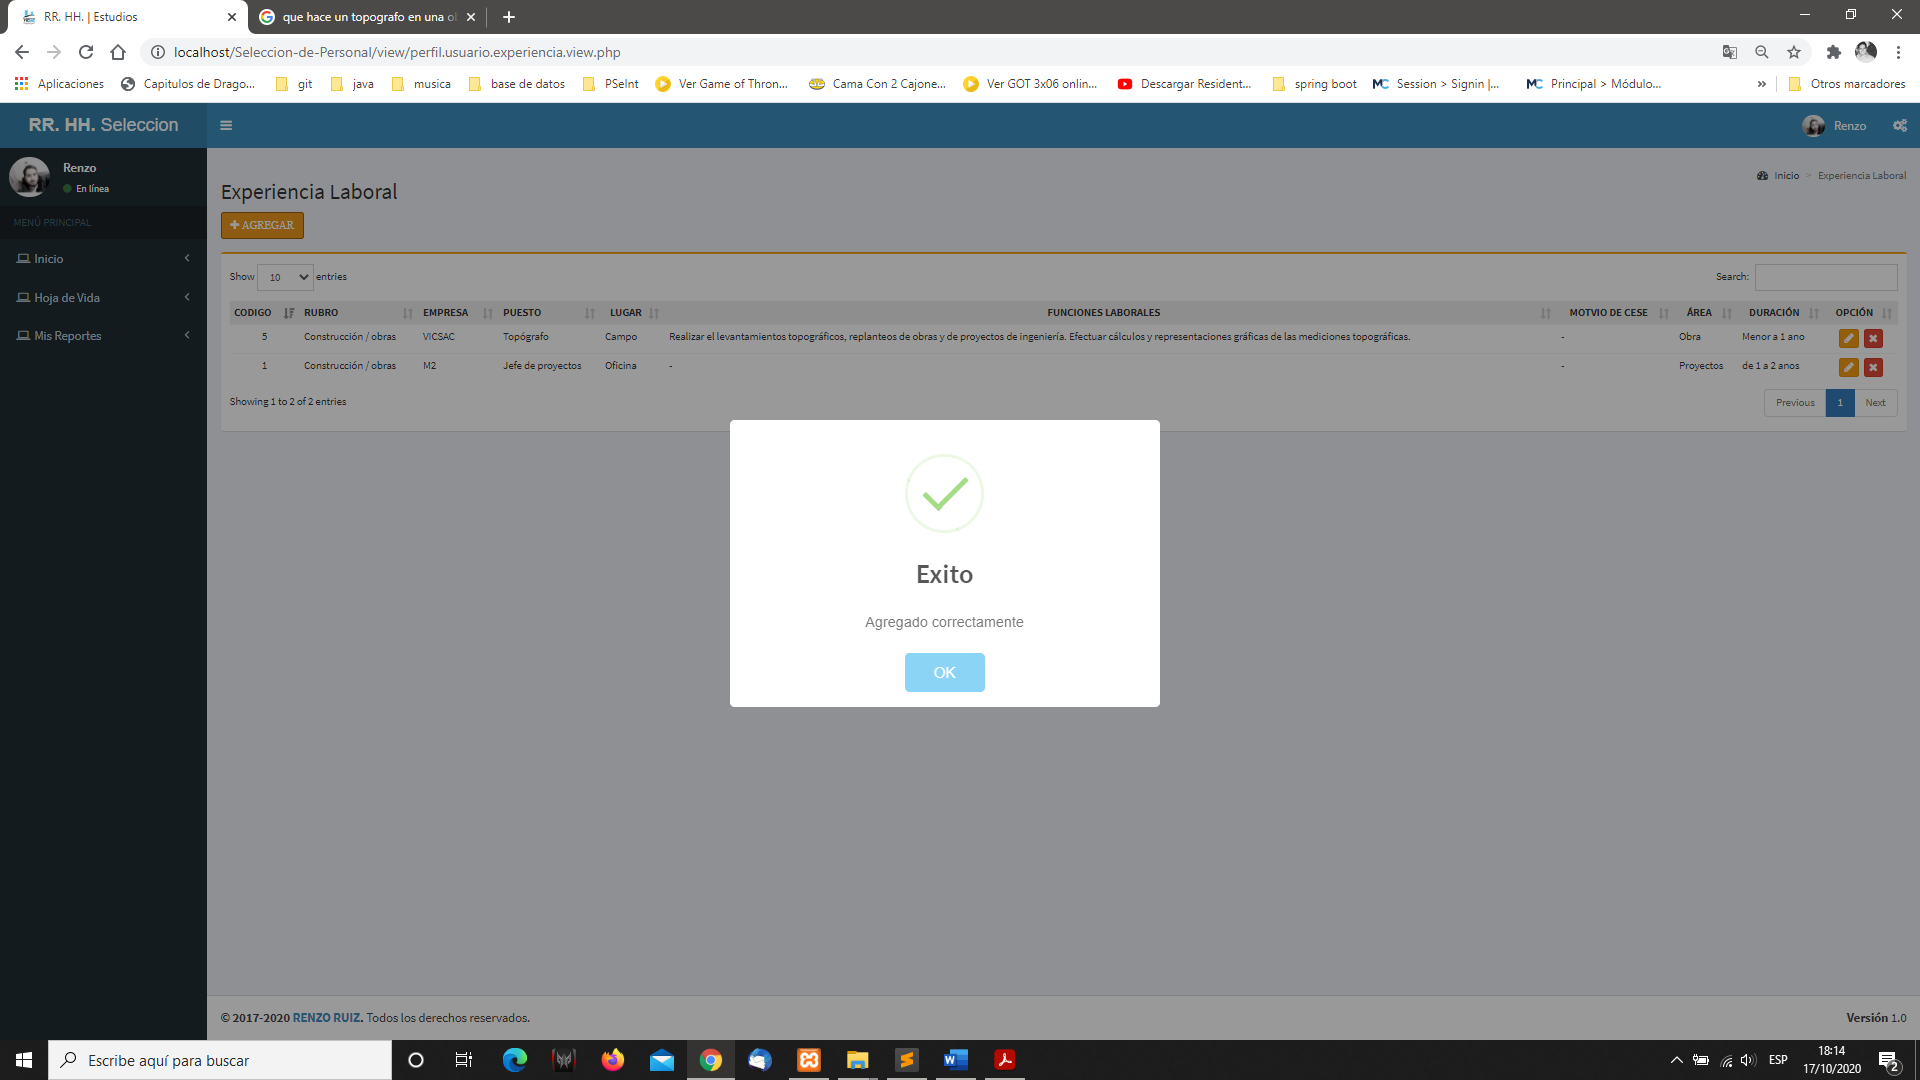 RR. HH. | Estudios
que hace un topografo en una ob
localhost/Seleccion-de-Personal/view/perfil.usuario.experiencia.view.php
Aplicaciones Capitulos de Drago... git java musica base de datos PSeInt Ver Game of Thron... Cama Con 2 Cajone... Ver GOT 3x06 onlin... Descargar Resident... spring boot Session > Signin |... Principal > Módulo... » Otros marcadores
RR. HH. Seleccion
Renzo
Renzo
En línea
MENÚ PRINCIPAL
Inicio
Hoja de Vida
Mis Reportes
Inicio > Experiencia Laboral
Experiencia Laboral
AGREGAR
Show 10 entries
Search:
CODIGO RUBRO EMPRESA PUESTO LUGAR FUNCIONES LABORALES MOTVIO DE CESE ÁREA DURACIÓN OPCIÓN
5 Construcción / obras VICSAC Topógrafo Campo Realizar el levantamientos topográficos, replanteos de obras y de proyectos de ingeniería. Efectuar cálculos y representaciones gráficas de las mediciones topográficas. - Obra Menor a 1 ano
1 Construcción / obras M2 Jefe de proyectos Oficina - - Proyectos de 1 a 2 anos
Showing 1 to 2 of 2 entries
Previous 1 Next
Exito
Agregado correctamente
OK
© 2017-2020 RENZO RUIZ. Todos los derechos reservados.
Versión 1.0
Escribe aquí para buscar
ESP
18:14
17/10/2020
2